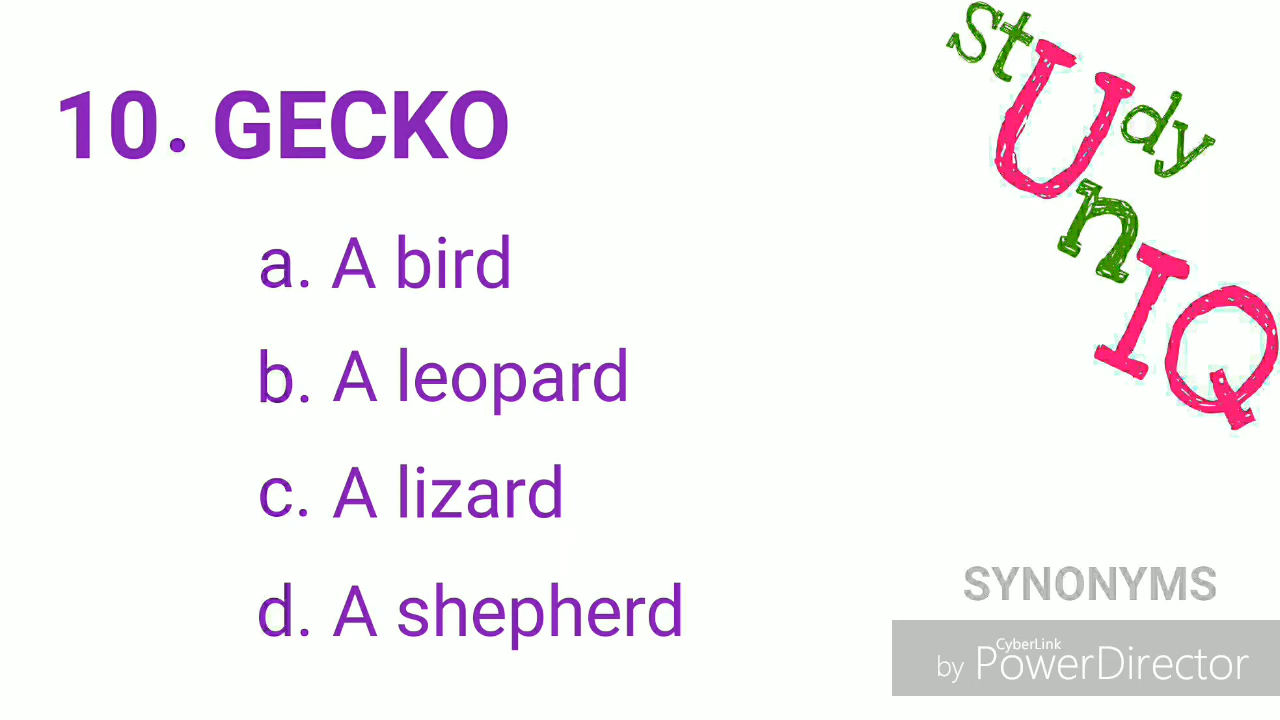 10. GECKO
a. A bird
b. A leopard
c. A lizard
d. A shepherd
stUdy
UnIQ
SYNONYMS
CyberLink
by PowerDirector